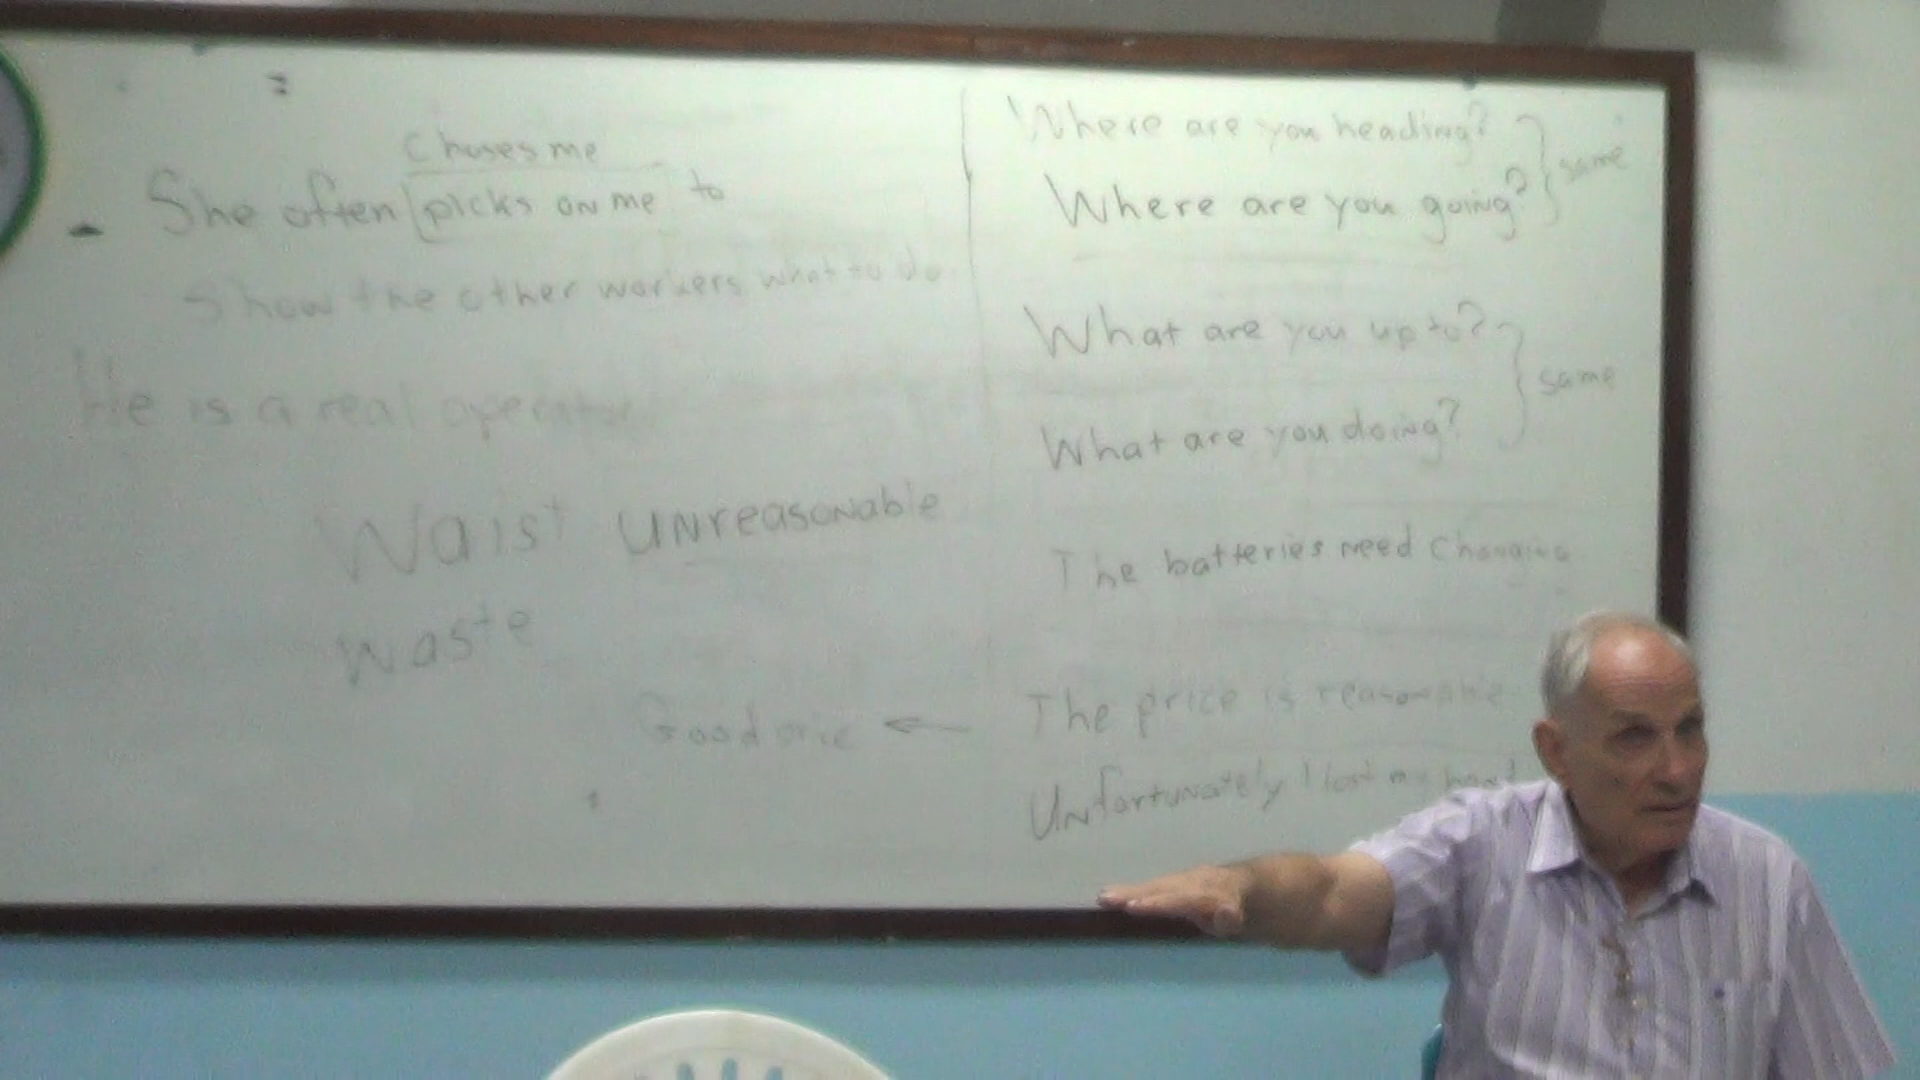 choses me
She often picks on me to
show the other workers what to do
He is a real operator
Waist unreasonable
waste
Where are you heading?
Where are you going?
same
What are you up to?
What are you doing?
same
The batteries need changing
Good ← The price is reasonable
Unfortunately I